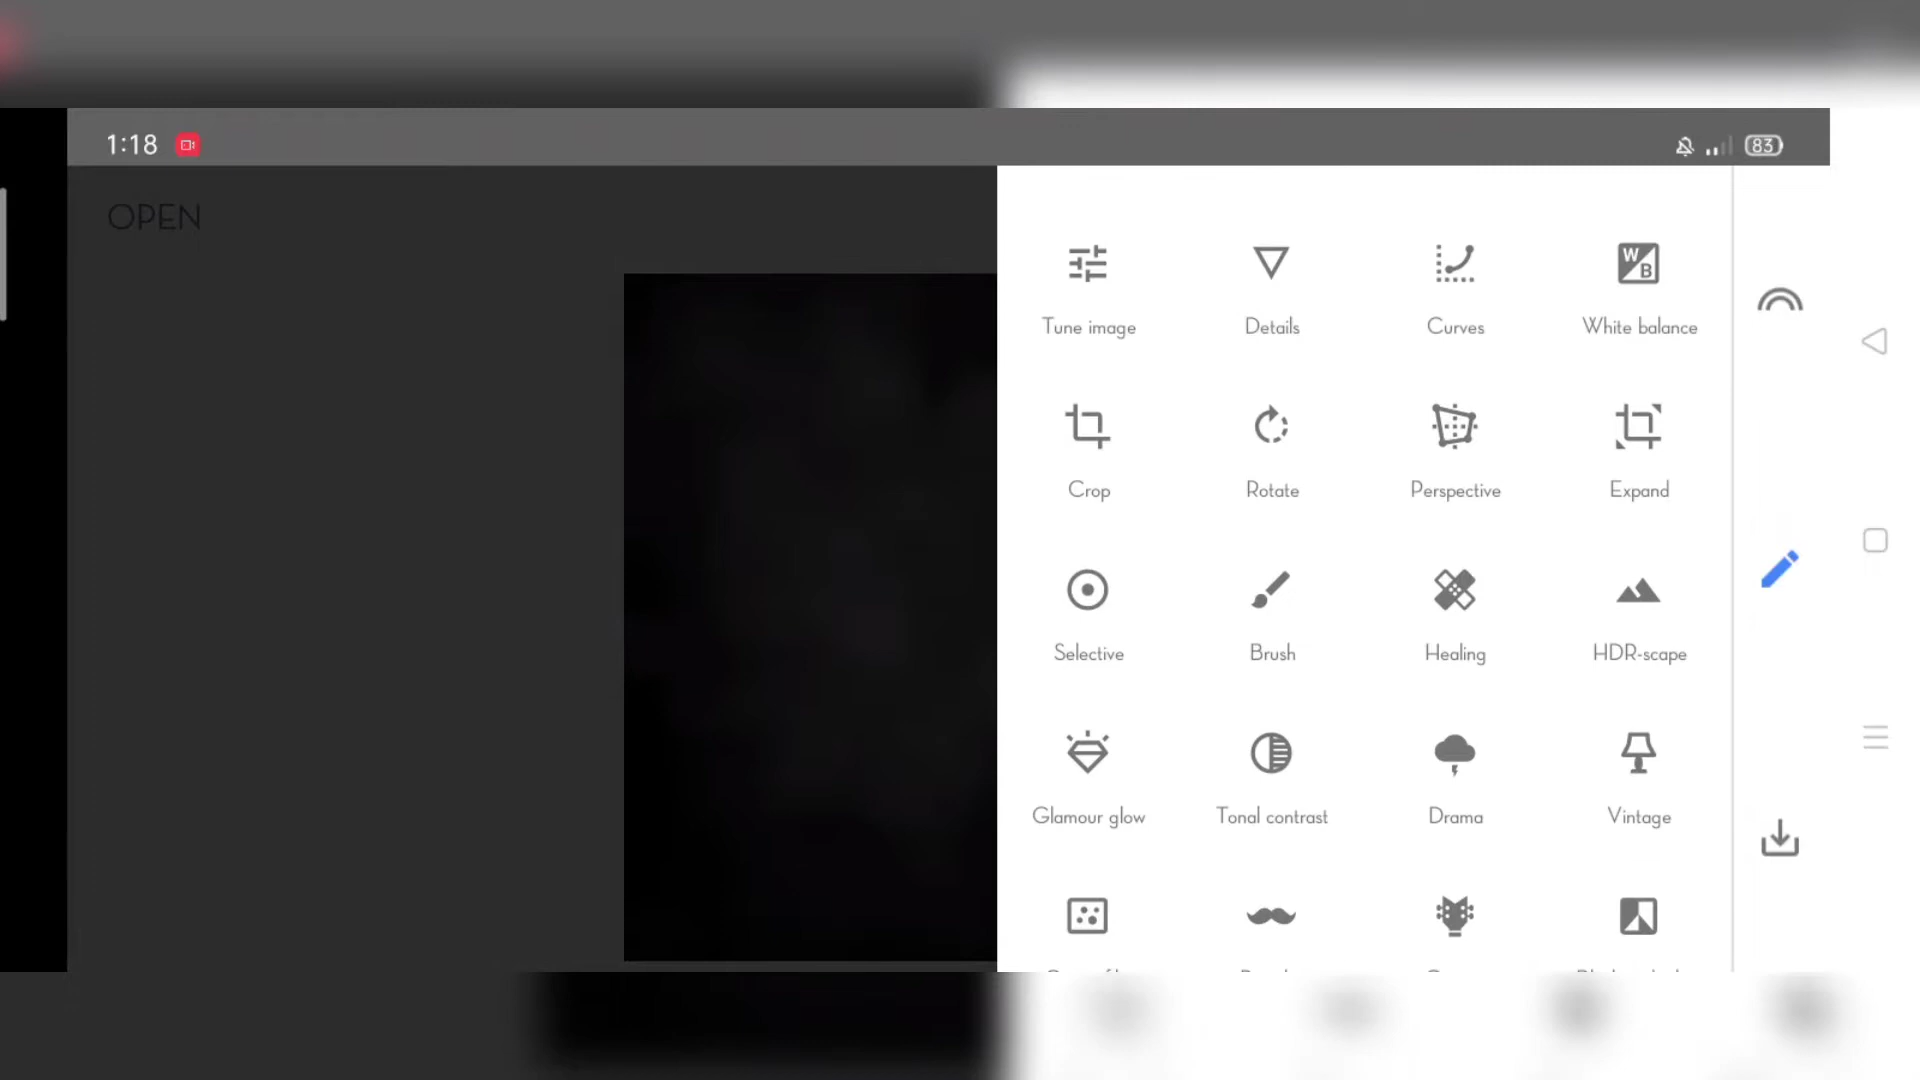 1:18
83
OPEN
Tune image
Details
Curves
White balance
W
B
Crop
Rotate
Perspective
Expand
Selective
Brush
Healing
HDR-scape
Glamour glow
Tonal contrast
Drama
Vintage